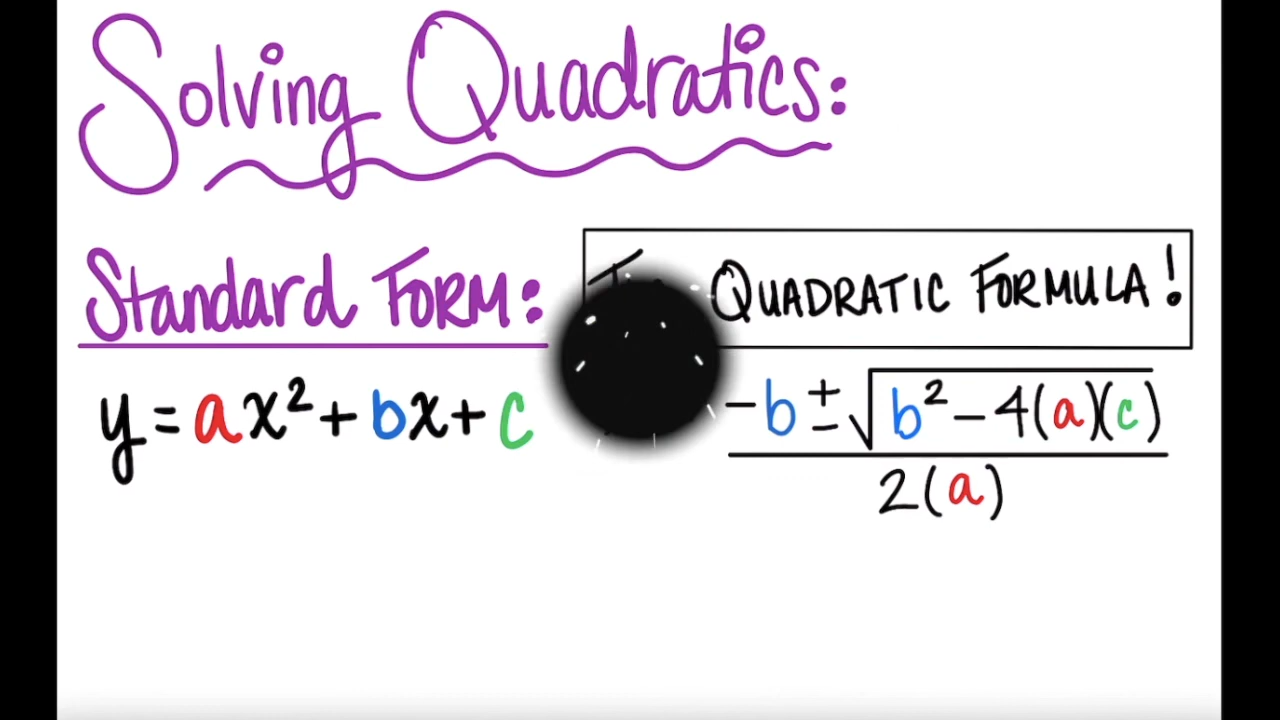 Solving Quadratics:
Standard FORM:
QUADRATIC FORMULA!
y = ax² + bx + c
-b ± √b² - 4(a)(c)
2(a)